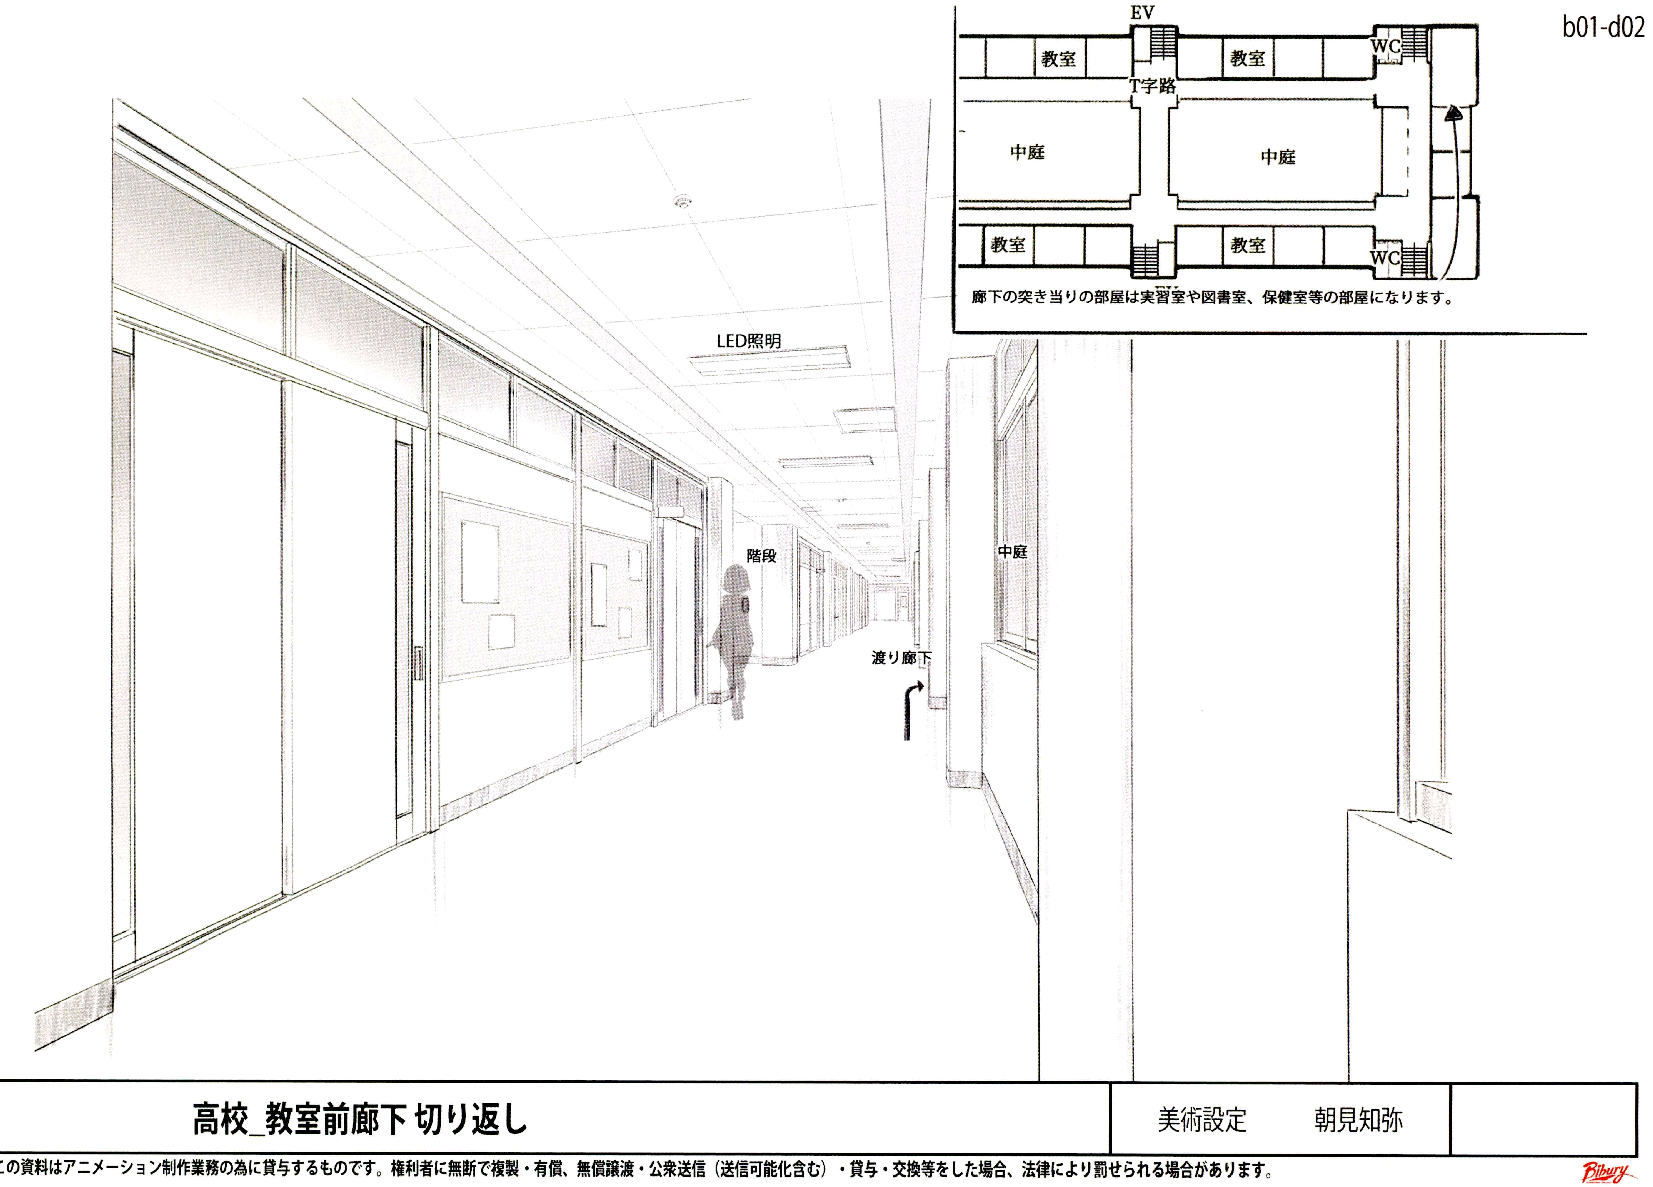 b01-d02
EV
教室
教室
WC
T字路
中庭
中庭
教室
教室
WC
廊下の突き当りの部屋は実習室や図書室、保健室等の部屋になります。
LED照明
階段
中庭
渡り廊下
高校_教室前廊下 切り返し
美術設定 朝見知弥
この資料はアニメーション制作業務の為に貸与するものです。権利者に無断で複製・有償、無償譲渡・公衆送信（送信可能化含む）・貸与・交換等をした場合、法律により罰せられる場合があります。
Bibury